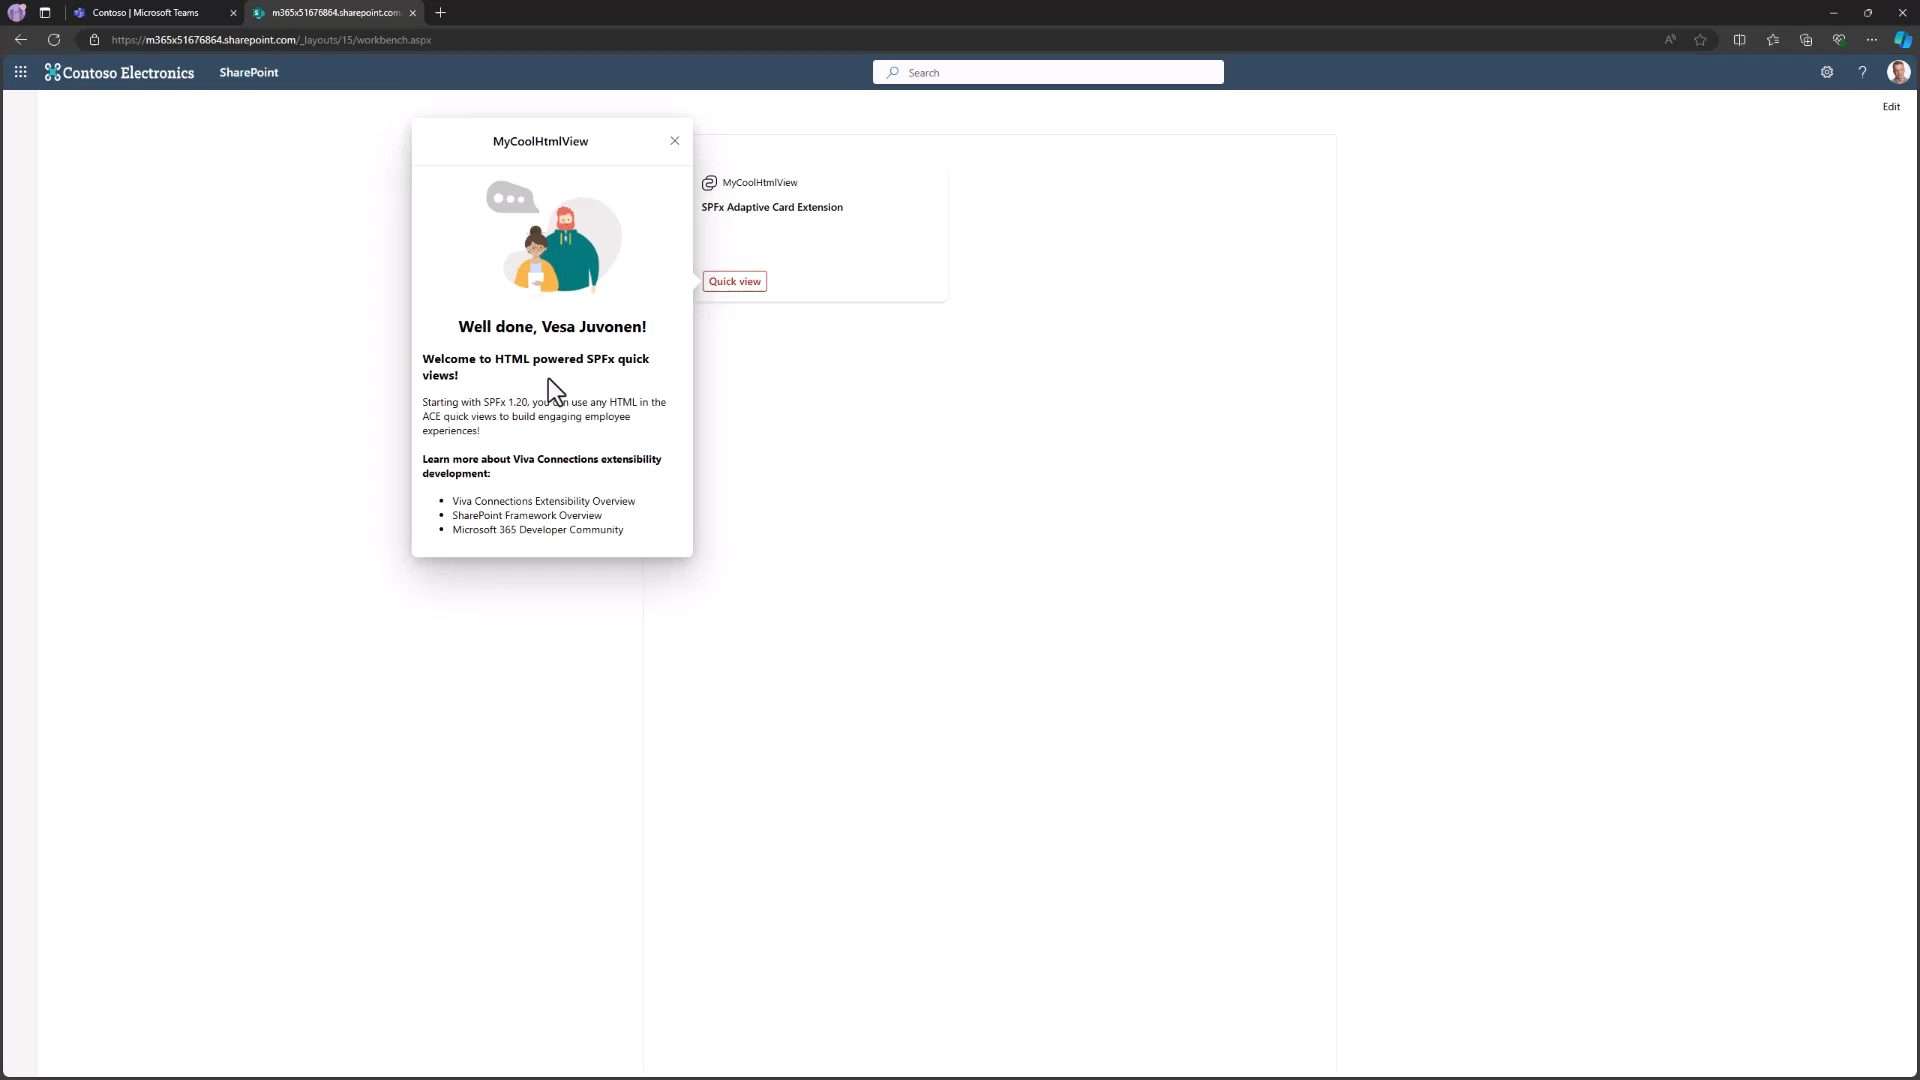 Contoso | Microsoft Teams
m365x51676864.sharepoint.com
https://m365x51676864.sharepoint.com/_layouts/15/workbench.aspx
Contoso Electronics
SharePoint
Search
Edit
MyCoolHtmlView
Well done, Vesa Juvonen!
Welcome to HTML powered SPFx quick
views!
Starting with SPFx 1.20, you can use any HTML in the
ACE quick views to build engaging employee
experiences!
Learn more about Viva Connections extensibility
development:
• Viva Connections Extensibility Overview
• SharePoint Framework Overview
• Microsoft 365 Developer Community
MyCoolHtmlView
SPFx Adaptive Card Extension
Quick view